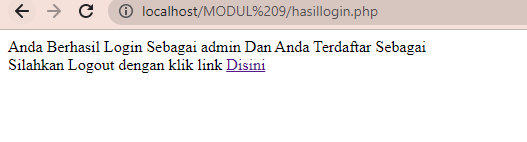 localhost/MODUL%209/hasillogin.php
Anda Berhasil Login Sebagai admin Dan Anda Terdaftar Sebagai
Silahkan Logout dengan klik link Disini